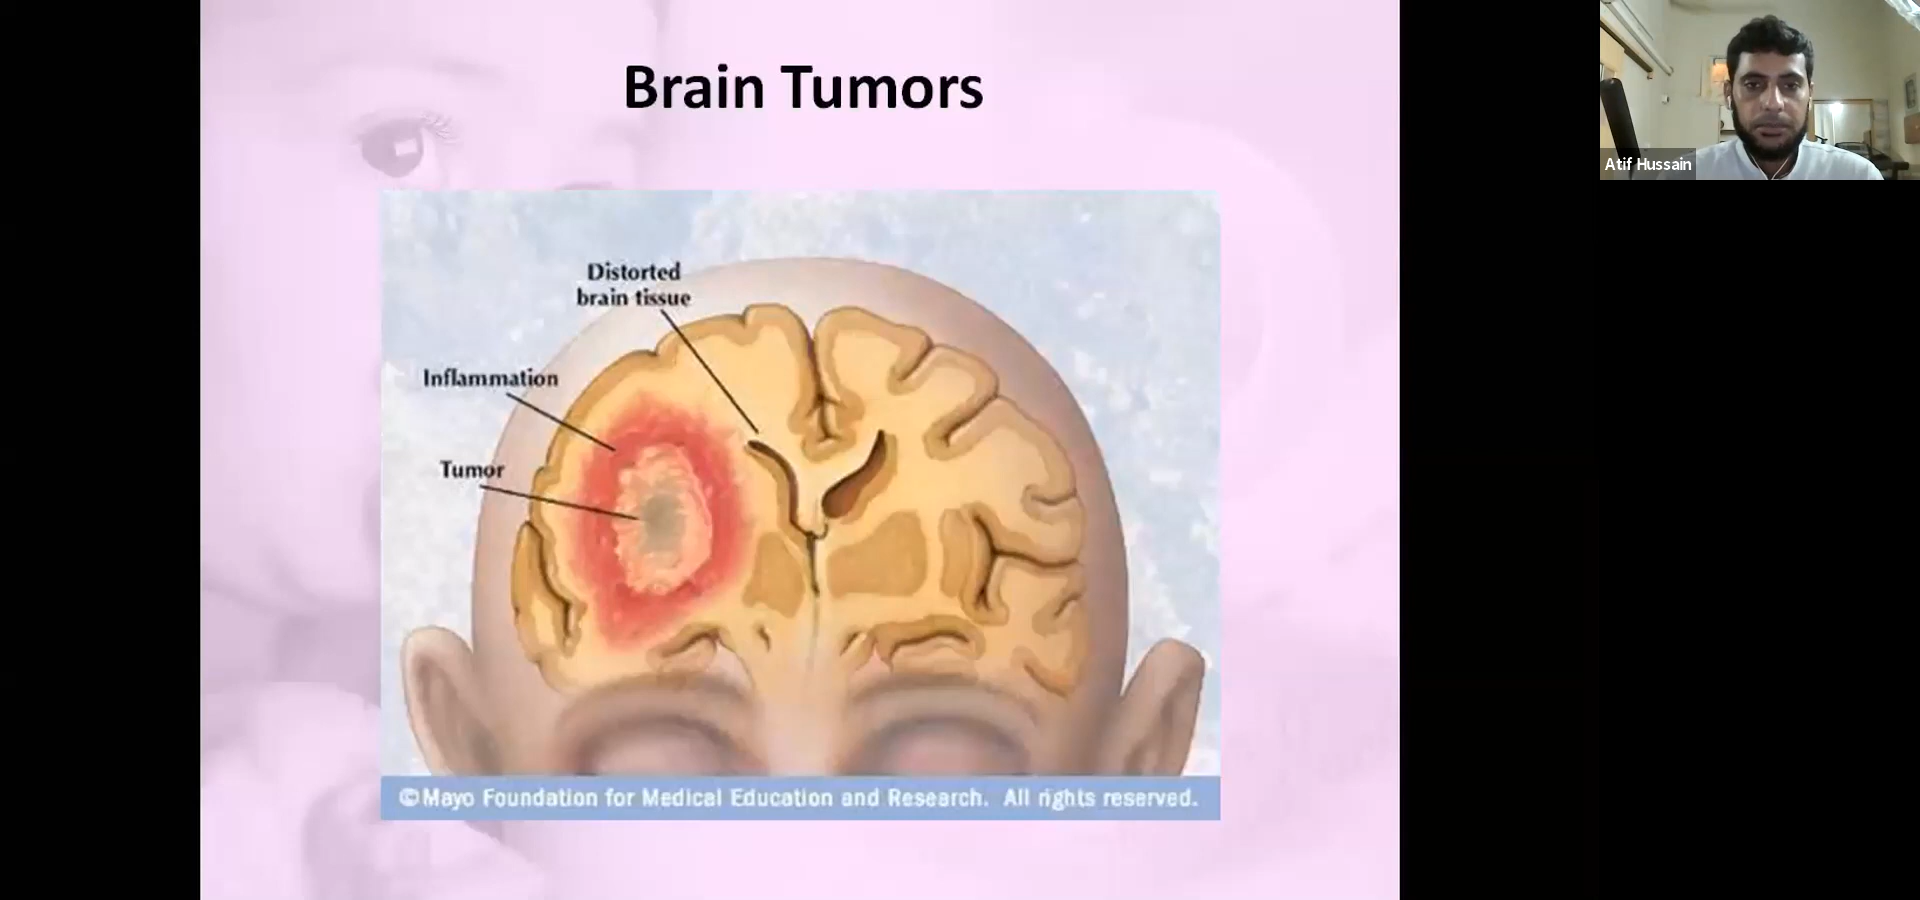 Brain Tumors
Atif Hussain
Distorted
brain tissue
Inflammation
Tumor
©Mayo Foundation for Medical Education and Research. All rights reserved.